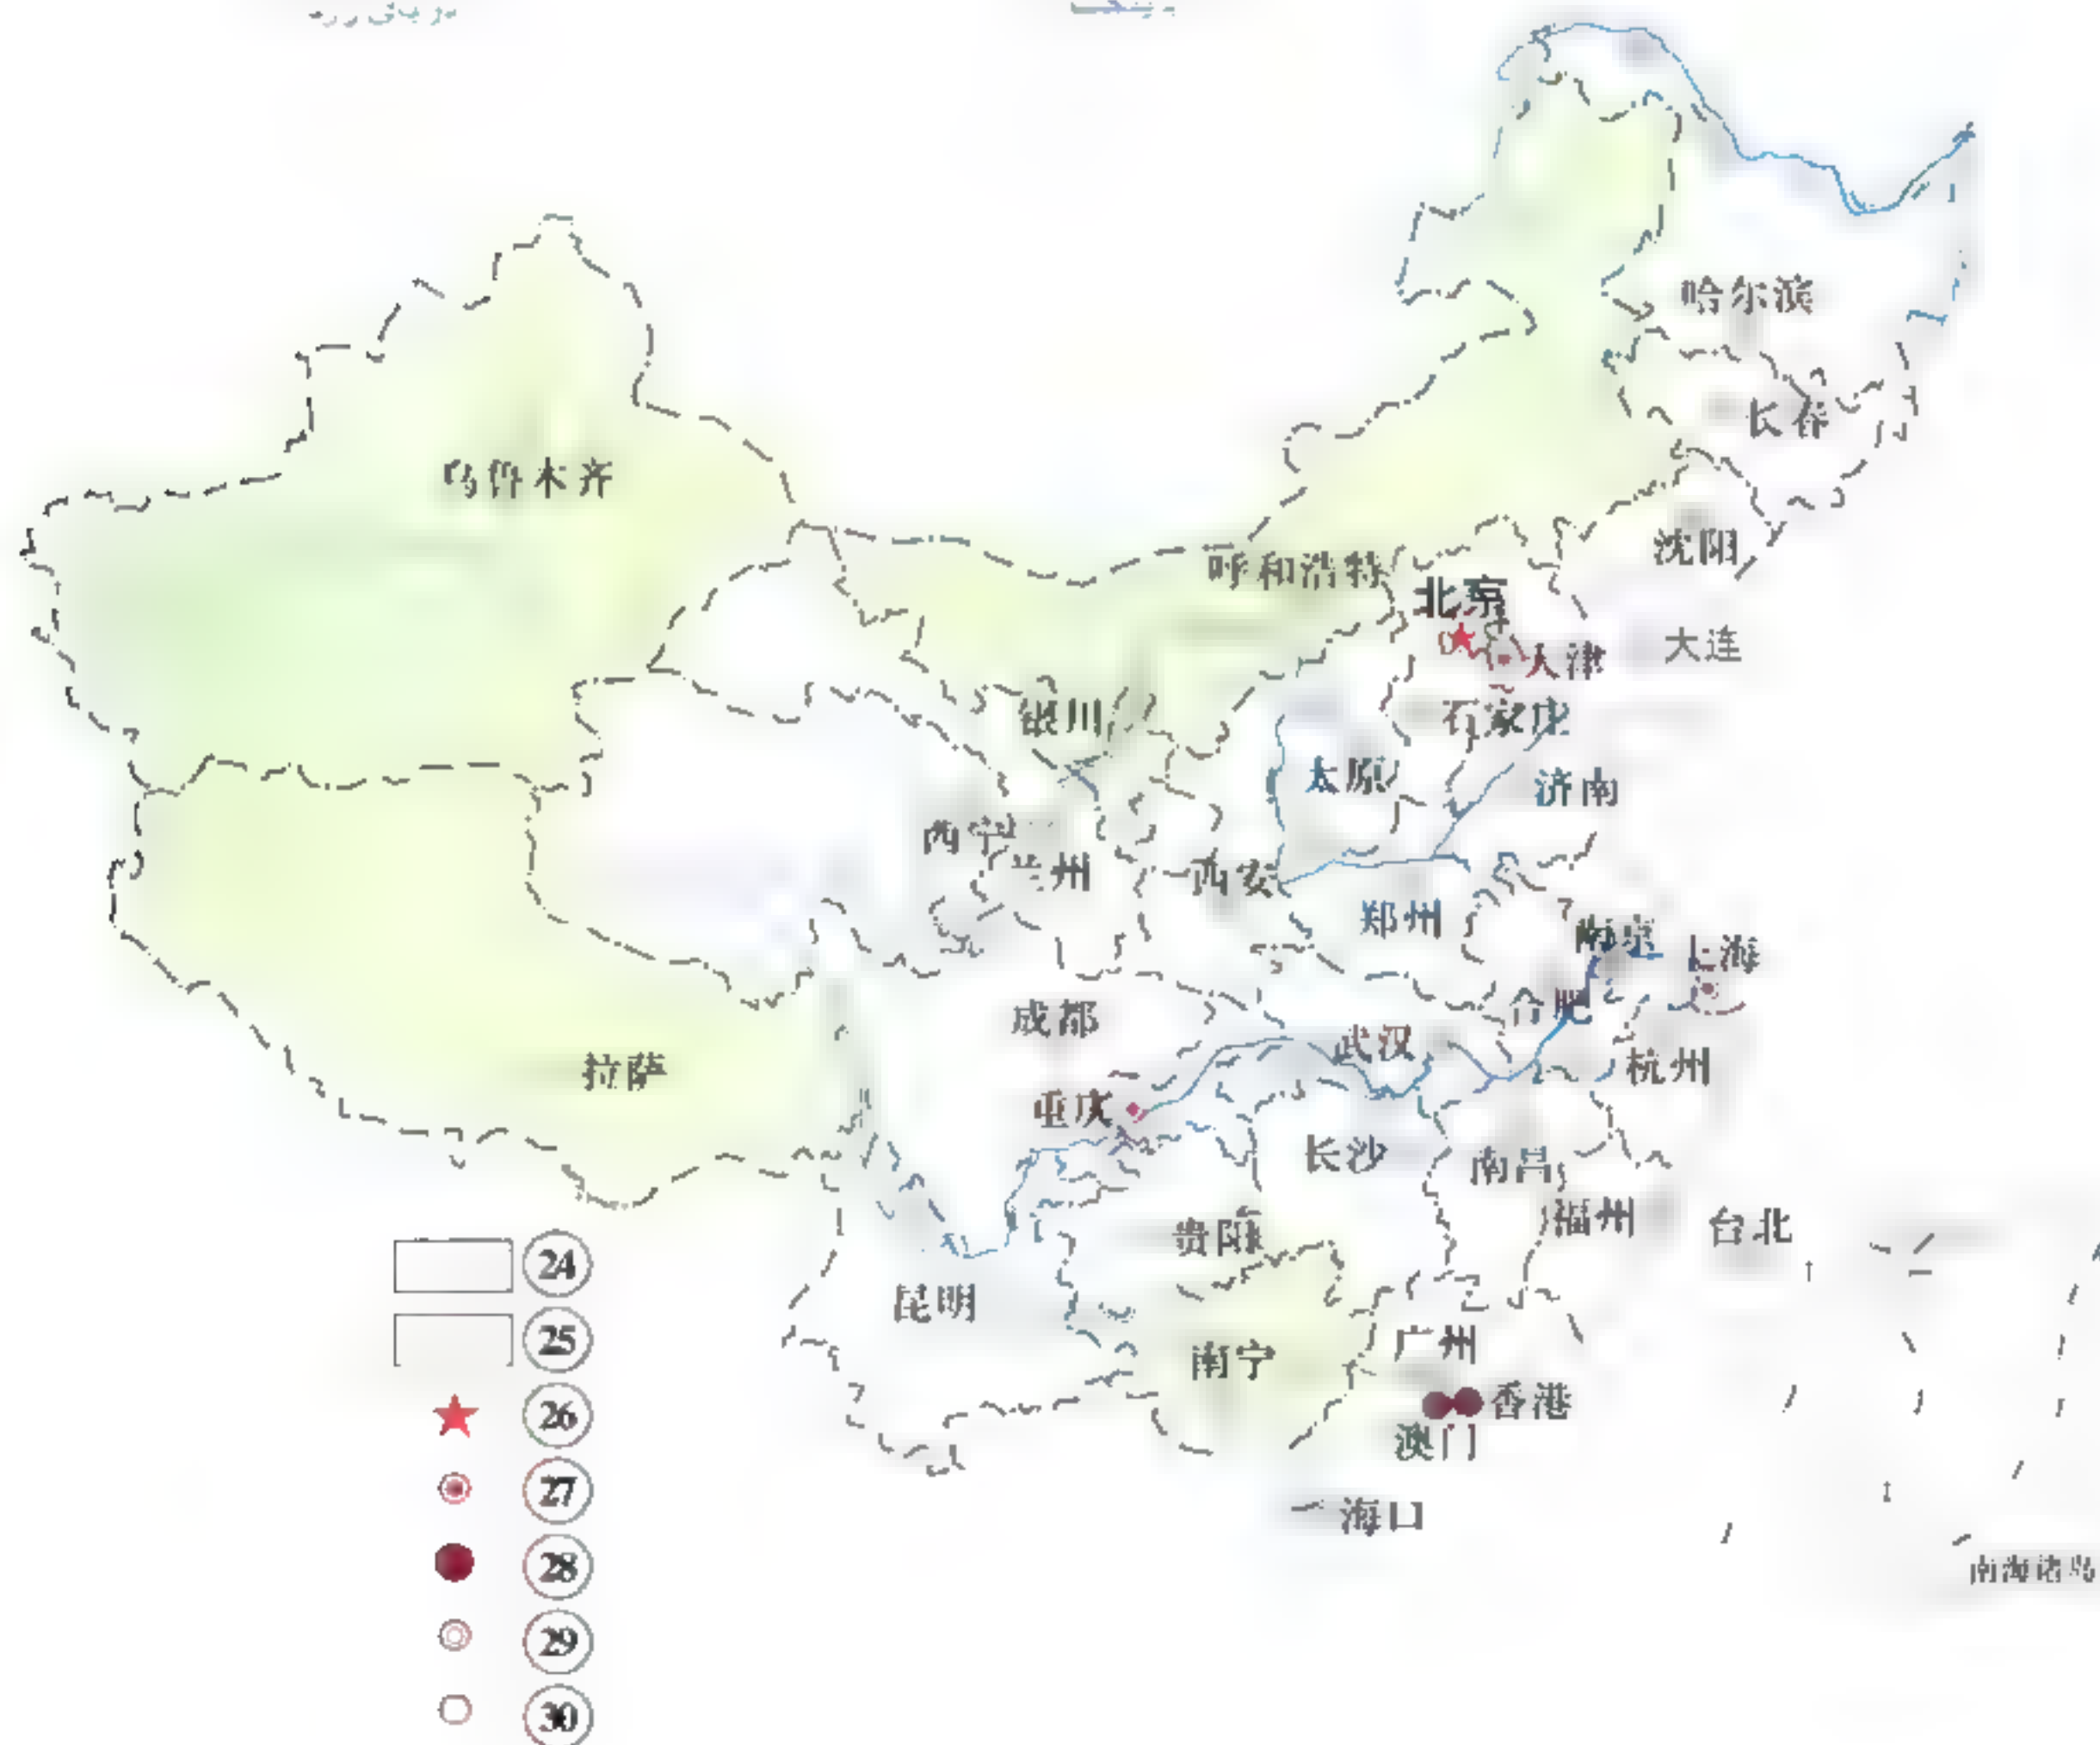 哈尔滨
长春
乌鲁木齐
沈阳
呼和浩特
北京
大连
天津
银川
石家庄
太原
济南
西宁
兰州
西安
郑州
南京
上海
合肥
成都
武汉
杭州
拉萨
重庆
长沙
南昌
福州
台北
贵阳
昆明
南宁
广州
香港
澳门
海口
南海诸岛
24
25
26
27
28
29
30